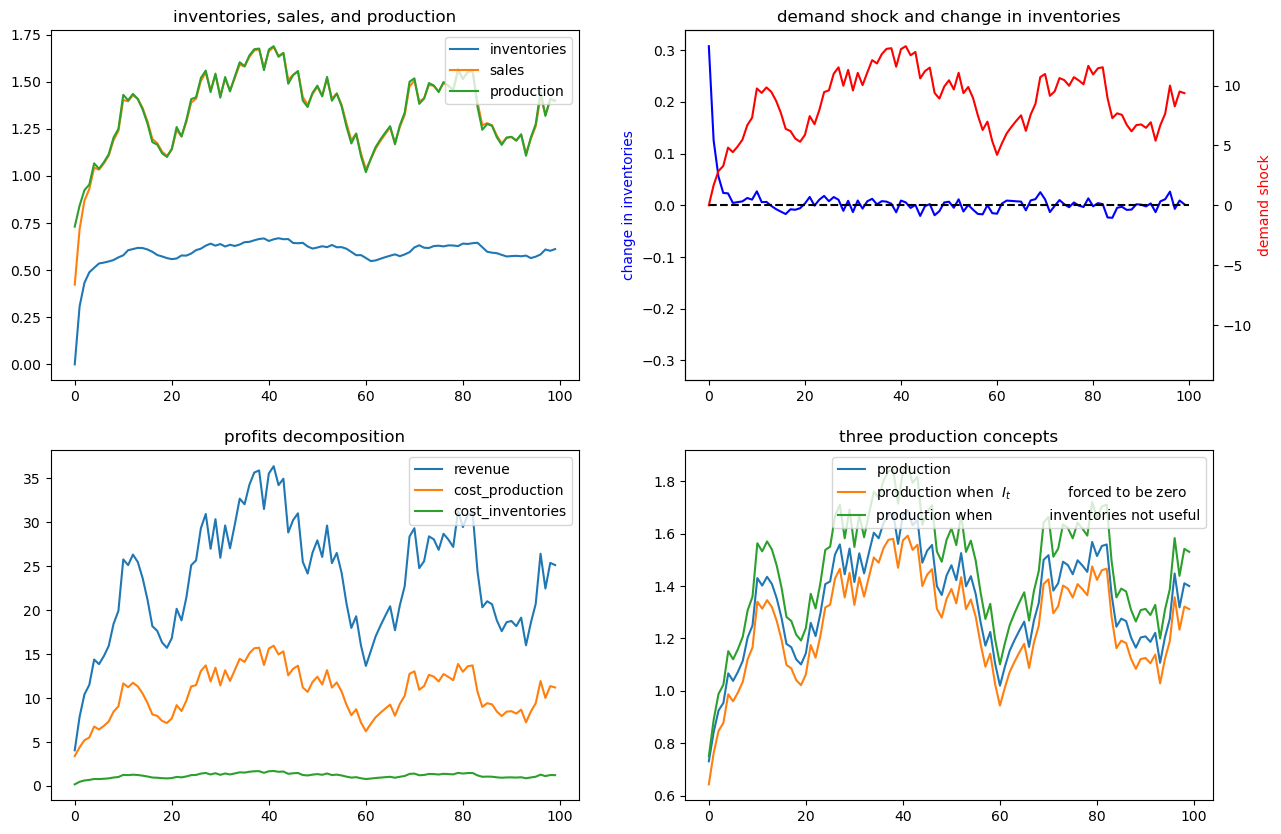 inventories, sales, and production
1.75
1.50
1.25
1.00
0.75
0.50
0.25
0.00
inventories
sales
production
0 20 40 60 80 100
demand shock and change in inventories
change in inventories
0.3
0.2
0.1
0.0
−0.1
−0.2
−0.3
10
5
0
−5
−10
demand shock
0 20 40 60 80 100
profits decomposition
35
30
25
20
15
10
5
0
revenue
cost_production
cost_inventories
0 20 40 60 80 100
three production concepts
1.8
1.6
1.4
1.2
1.0
0.8
0.6
production
production when I_t forced to be zero
production when inventories not useful
0 20 40 60 80 100